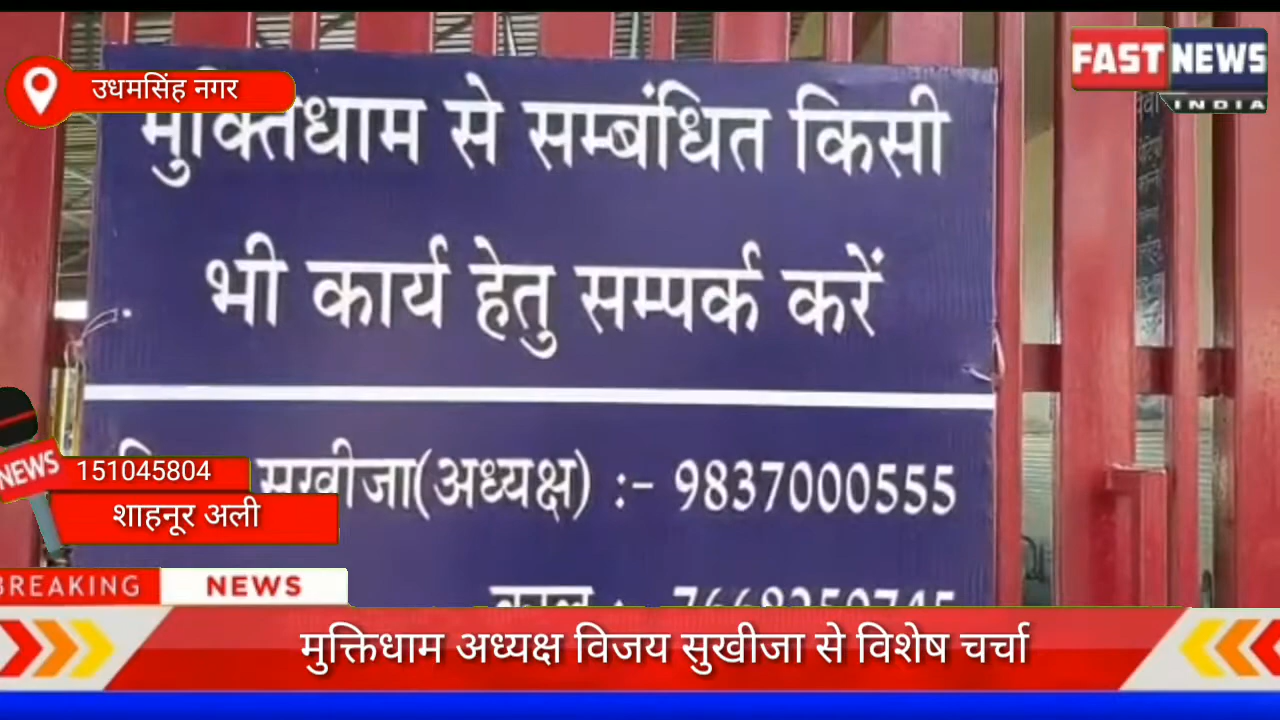 उधमसिंह नगर
FAST NEWS
INDIA
मुक्तिधाम से सम्बंधित किसी
भी कार्य हेतु सम्पर्क करें
सुखीजा(अध्यक्ष) :- 9837000555
NEWS
151045804
शाहनूर अली
BREAKING NEWS
मुक्तिधाम अध्यक्ष विजय सुखीजा से विशेष चर्चा